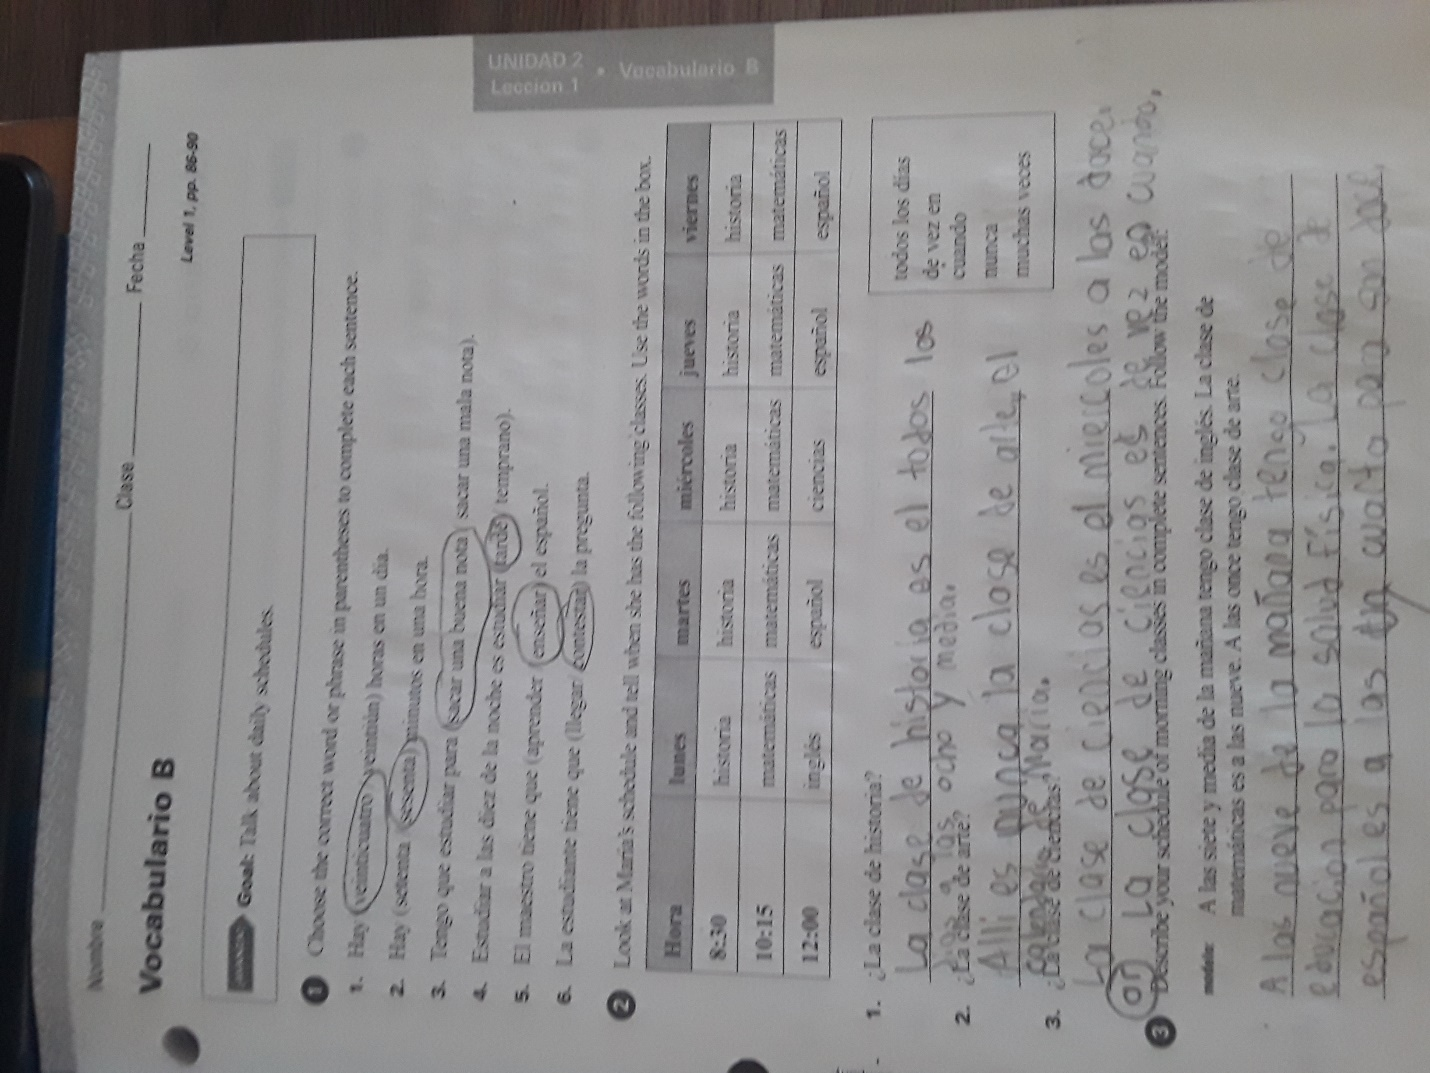 Nombre Clase Fecha
Vocabulario B
Level 1, pp. 86-90
Goal: Talk about daily schedules.
UNIDAD 2
Lección 1 • Vocabulario B
1 Choose the correct word or phrase in parentheses to complete each sentence.
1. Hay (veinticuatro / veintiún) horas en un día.
2. Hay (setenta / sesenta) minutos en una hora.
3. Tengo que estudiar para (sacar una buena nota / sacar una mala nota).
4. Estudiar a las diez de la noche es estudiar (tarde / temprano).
5. El maestro tiene que (aprender / enseñar) el español.
6. La estudiante tiene que (llegar / contestar) la pregunta.
2 Look at María's schedule and tell when she has the following classes. Use the words in the box.
Hora lunes martes miércoles jueves viernes
8:30 historia historia historia historia historia
10:15 matemáticas matemáticas matemáticas matemáticas matemáticas
12:00 inglés español ciencias español español
todos los días
de vez en
cuando
nunca
muchas veces
1. ¿La clase de historia?
La clase de historia es el todos los
días a las ocho y media.
2. ¿La clase de arte?
Alli es nunca la clase de arte, el
de María.
3. ¿La clase de ciencias?
La clase de ciencias es el miercoles a las doce.
or La clase de ciencias es de vez en cuando.
3 Describe your schedule of morning classes in complete sentences. Follow the model:
modelo: A las siete y media de la mañana tengo clase de inglés. La clase de
matemáticas es a las nueve. A las once tengo clase de arte.
A las nueve de la mañana tengo clase de
educacion para la salud física. La clase de
español es a las cuarto para son doce.